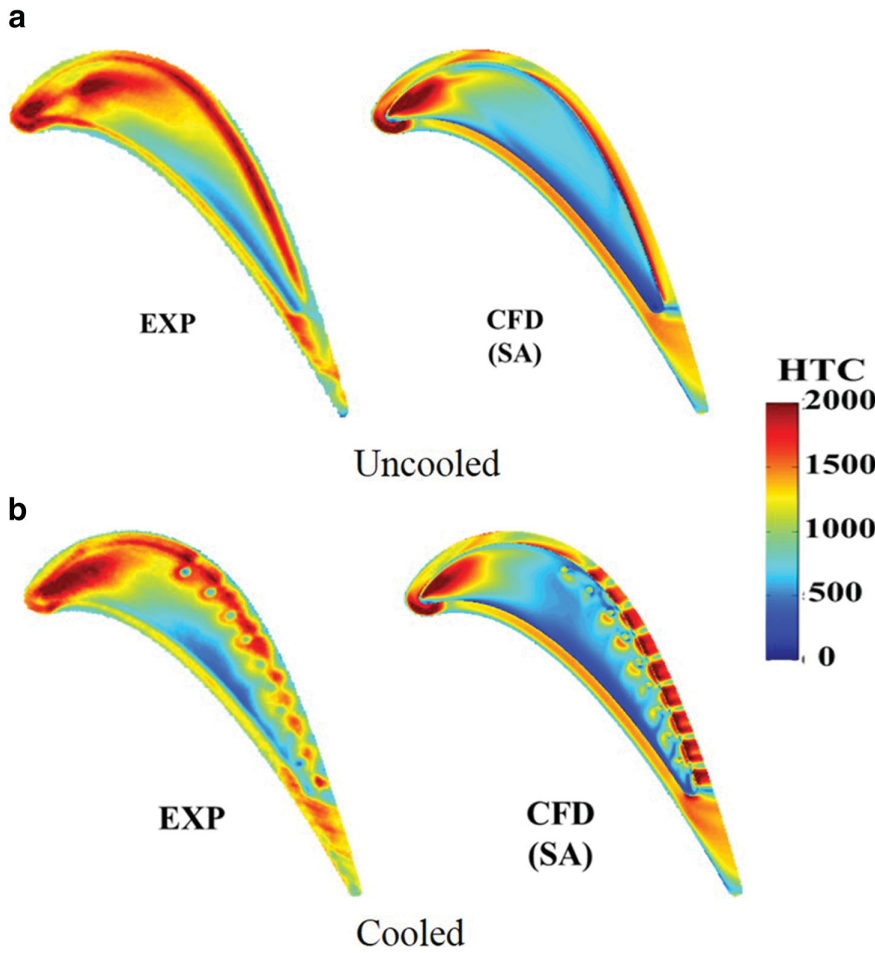 a
EXP
CFD
(SA)
HTC
2000
1500
1000
500
0
Uncooled
b
EXP
CFD
(SA)
Cooled